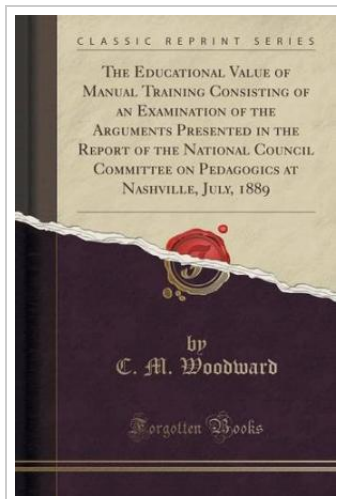 CLASSIC REPRINT SERIES
THE EDUCATIONAL VALUE OF
MANUAL TRAINING CONSISTING OF
AN EXAMINATION OF THE
ARGUMENTS PRESENTED IN THE
REPORT OF THE NATIONAL COUNCIL
COMMITTEE ON PEDAGOGICS AT
NASHVILLE, JULY, 1889
F
by
C. M. Woodward
Forgotten Books